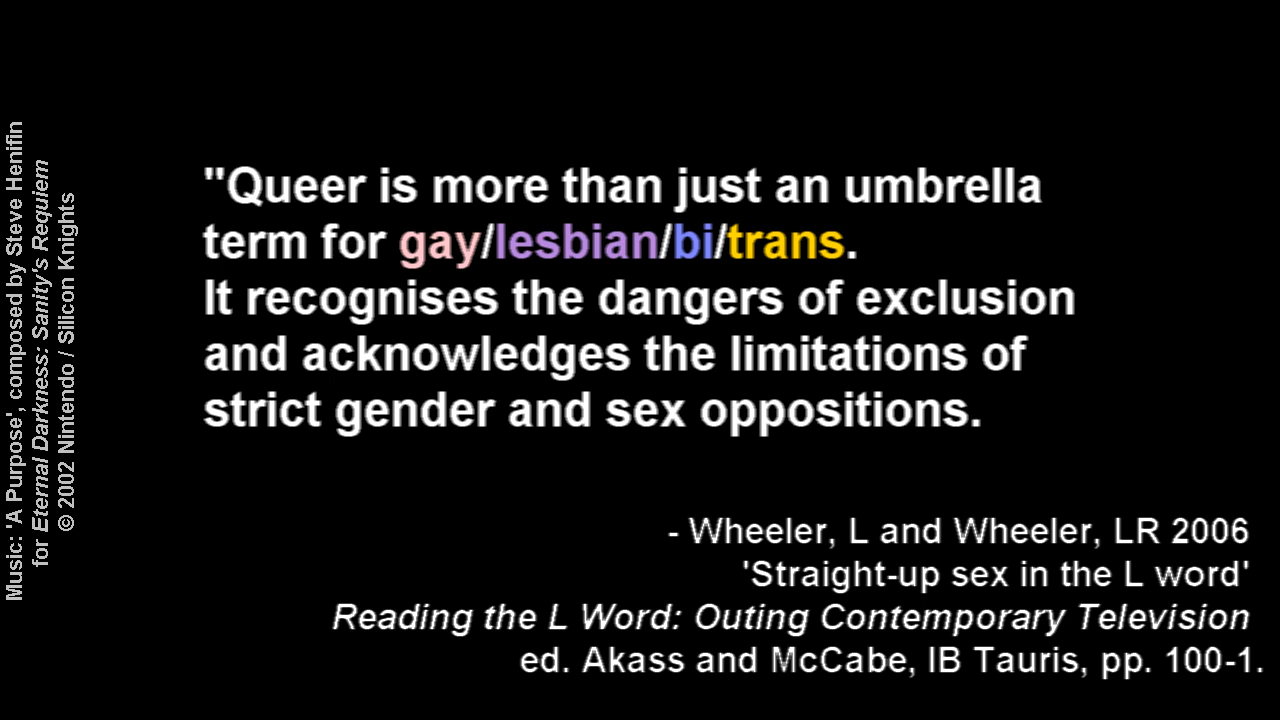 Music: 'A Purpose', composed by Steve Henifin
for Eternal Darkness: Sanity's Requiem
© 2002 Nintendo / Silicon Knights
"Queer is more than just an umbrella
term for gay/lesbian/bi/trans.
It recognises the dangers of exclusion
and acknowledges the limitations of
strict gender and sex oppositions.
- Wheeler, L and Wheeler, LR 2006
'Straight-up sex in the L word'
Reading the L Word: Outing Contemporary Television
ed. Akass and McCabe, IB Tauris, pp. 100-1.